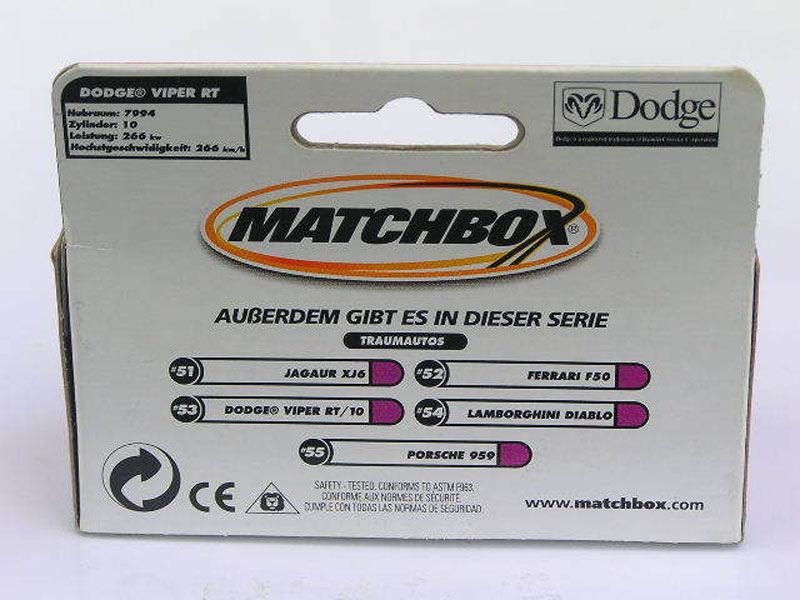 DODGE® VIPER RT
Hubraum: 7994
Zylinder: 10
Leistung: 266 kw
Hochstgeschwidigkeit: 266 km/h
Dodge
MATCHBOX®
AUßERDEM GIBT ES IN DIESER SERIE
TRAUMAUTOS
#51 JAGAUR XJ6
#52 FERRARI F50
#53 DODGE® VIPER RT/10
#54 LAMBORGHINI DIABLO
#55 PORSCHE 959
CE
SAFETY - TESTED. CONFORMS TO ASTM F963.
CONFORME AUX NORMES DE SÉCURITÉ.
CUMPLE CON TODAS LAS NORMAS DE SEGURIDAD.
www.matchbox.com